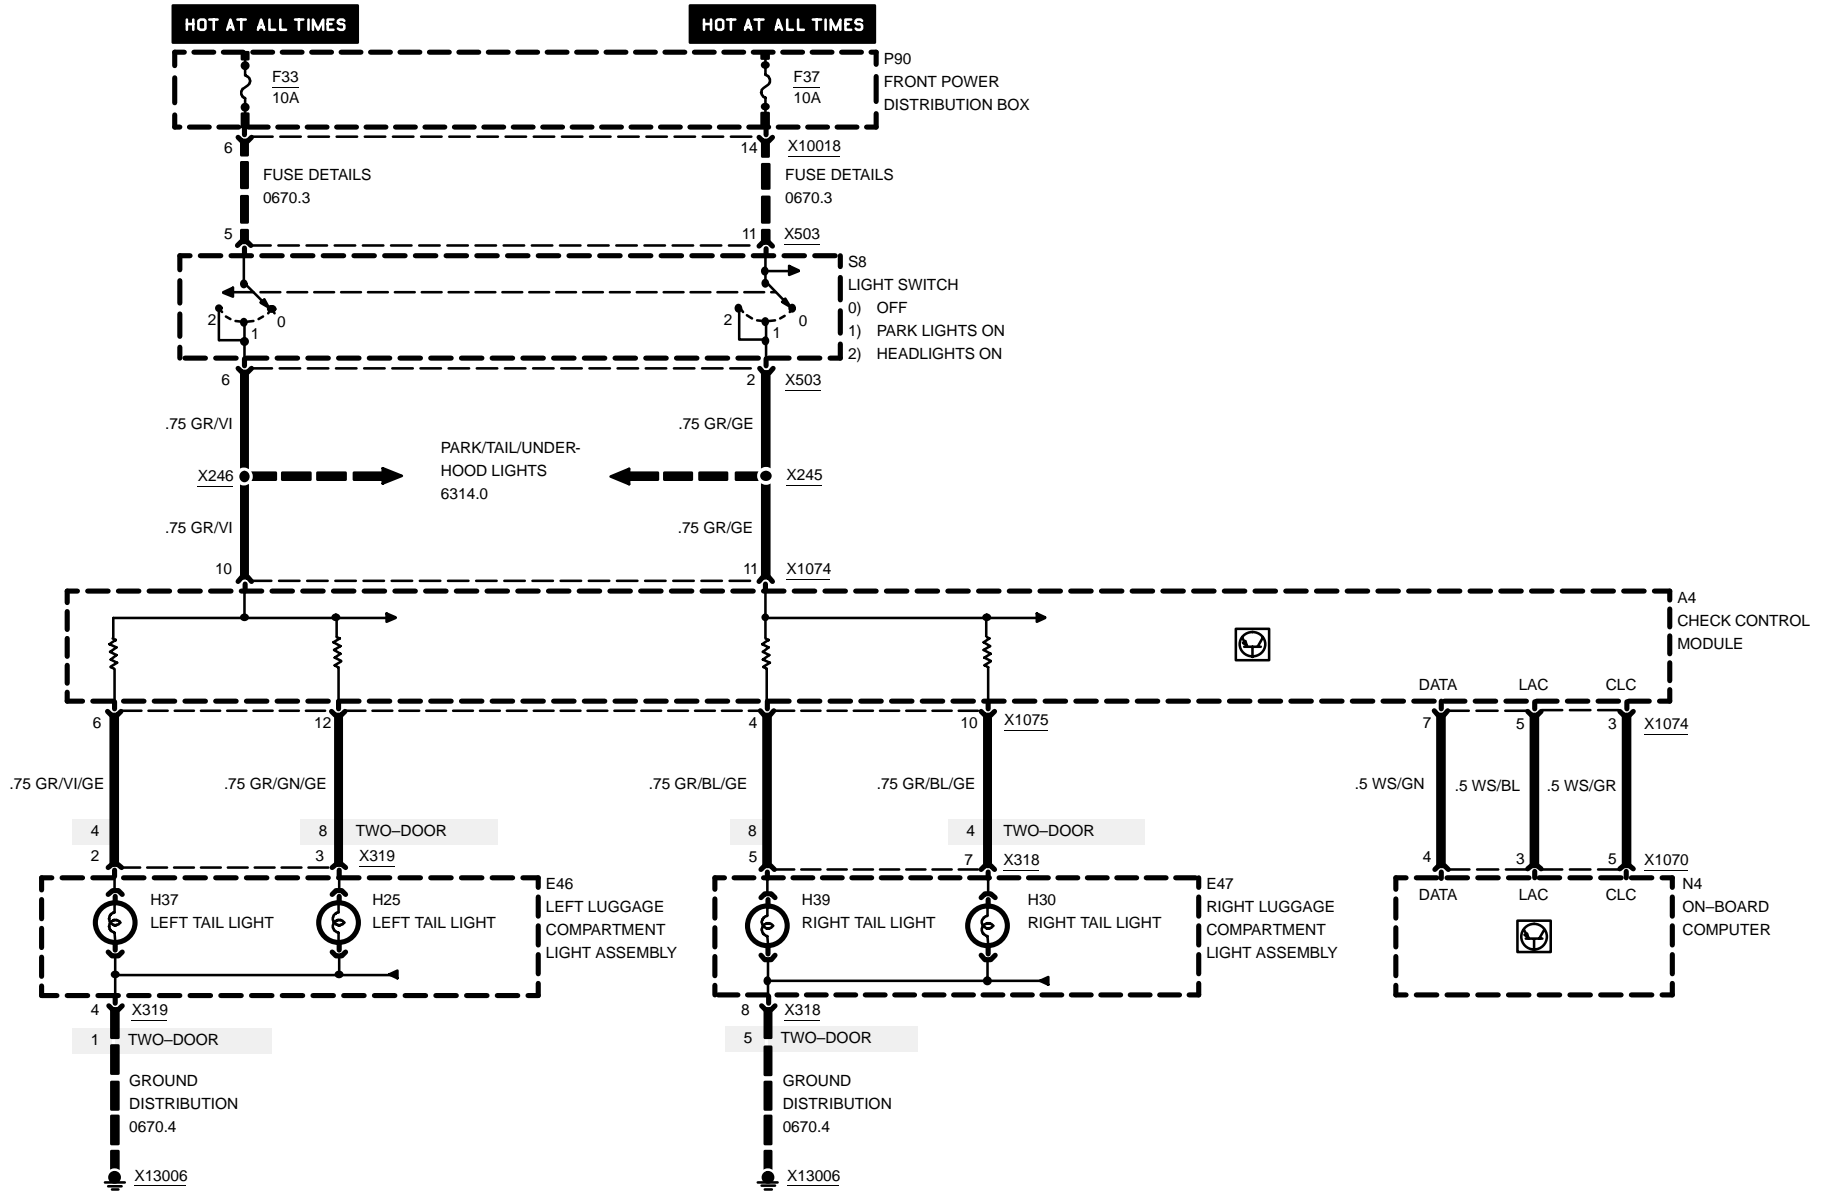 HOT AT ALL TIMES
HOT AT ALL TIMES
F33
10A
F37
10A
P90
FRONT POWER
DISTRIBUTION BOX
6
14
X10018
FUSE DETAILS
0670.3
FUSE DETAILS
0670.3
5
11
X503
S8
LIGHT SWITCH
0) OFF
1) PARK LIGHTS ON
2) HEADLIGHTS ON
2
1
0
2
1
0
6
2
X503
.75 GR/VI
.75 GR/GE
PARK/TAIL/UNDER-
HOOD LIGHTS
6314.0
X246
X245
.75 GR/VI
.75 GR/GE
10
11
X1074
A4
CHECK CONTROL
MODULE
DATA
LAC
CLC
6
12
4
10
X1075
7
5
3
X1074
.75 GR/VI/GE
.75 GR/GN/GE
.75 GR/BL/GE
.75 GR/BL/GE
.5 WS/GN
.5 WS/BL
.5 WS/GR
4
8
TWO–DOOR
8
4
TWO–DOOR
2
3
X319
5
7
X318
4
3
5
X1070
H37
LEFT TAIL LIGHT
H25
LEFT TAIL LIGHT
E46
LEFT LUGGAGE
COMPARTMENT
LIGHT ASSEMBLY
H39
RIGHT TAIL LIGHT
H30
RIGHT TAIL LIGHT
E47
RIGHT LUGGAGE
COMPARTMENT
LIGHT ASSEMBLY
DATA
LAC
CLC
N4
ON–BOARD
COMPUTER
4
X319
1
TWO–DOOR
8
X318
5
TWO–DOOR
GROUND
DISTRIBUTION
0670.4
GROUND
DISTRIBUTION
0670.4
X13006
X13006